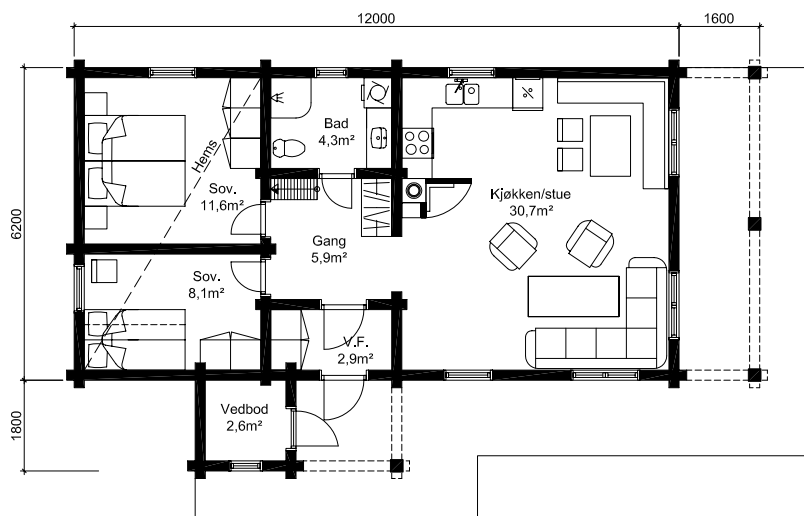 12000
1600
6200
1800
Hems
Bad
4,3m²
%
Sov.
11,6m²
Kjøkken/stue
30,7m²
Gang
5,9m²
Sov.
8,1m²
V.F.
2,9m²
Vedbod
2,6m²